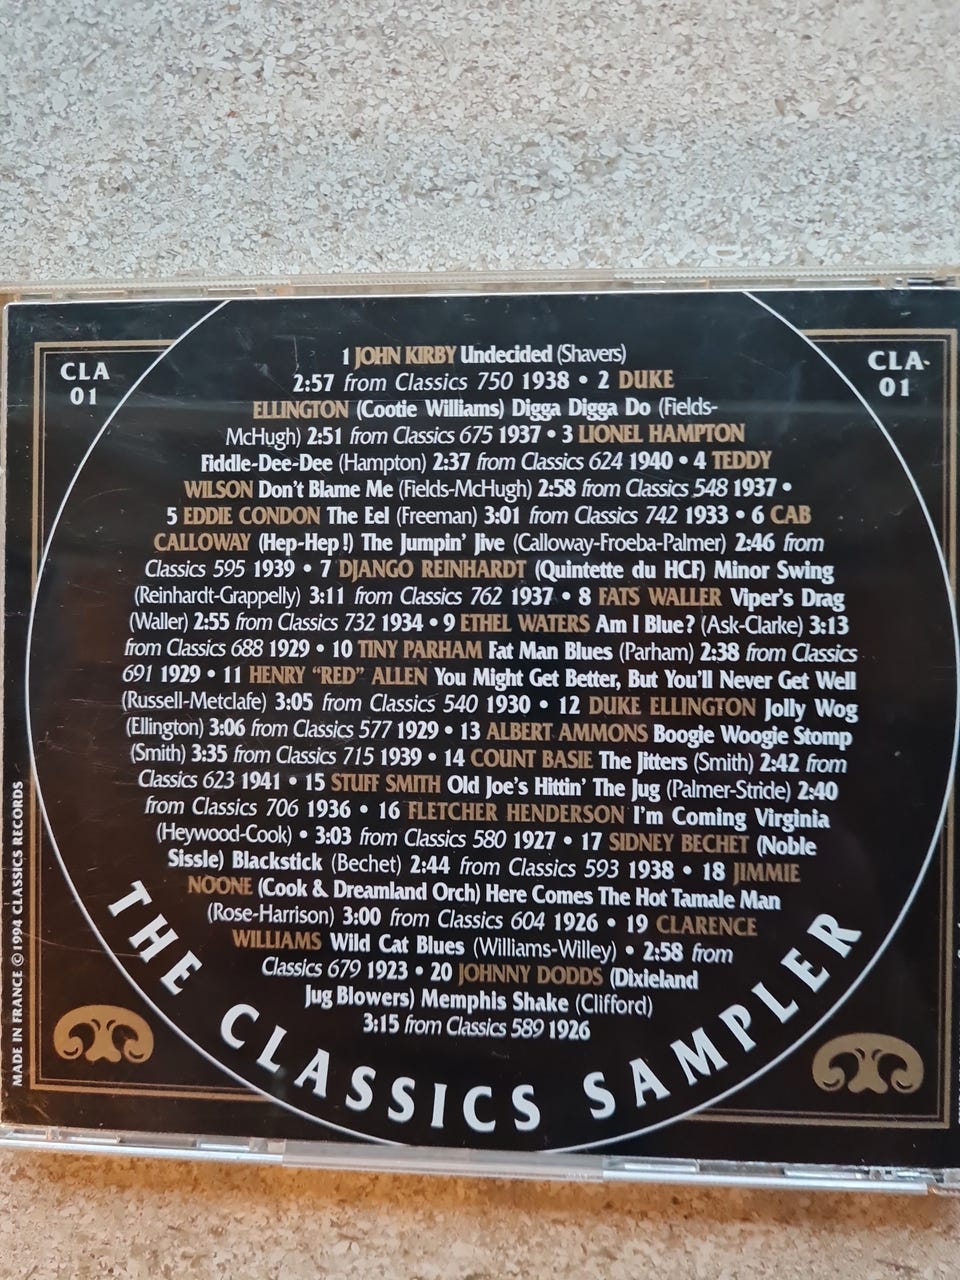 CLA
01
CLA-
01
1 JOHN KIRBY Undecided (Shavers)
2:57 from Classics 750 1938 • 2 DUKE
ELLINGTON (Cootie Williams) Digga Digga Do (Fields-
McHugh) 2:51 from Classics 675 1937 • 3 LIONEL HAMPTON
Fiddle-Dee-Dee (Hampton) 2:37 from Classics 624 1940 • 4 TEDDY
WILSON Don't Blame Me (Fields-McHugh) 2:58 from Classics 548 1937 •
5 EDDIE CONDON The Eel (Freeman) 3:01 from Classics 742 1933 • 6 CAB
CALLOWAY (Hep-Hep!) The Jumpin' Jive (Calloway-Froeba-Palmer) 2:46 from
Classics 595 1939 • 7 DJANGO REINHARDT (Quintette du HCF) Minor Swing
(Reinhardt-Grappelly) 3:11 from Classics 762 1937 • 8 FATS WALLER Viper's Drag
(Waller) 2:55 from Classics 732 1934 • 9 ETHEL WATERS Am I Blue? (Ask-Clarke) 3:13
from Classics 688 1929 • 10 TINY PARHAM Fat Man Blues (Parham) 2:38 from Classics
691 1929 • 11 HENRY "RED" ALLEN You Might Get Better, But You'll Never Get Well
(Russell-Metclafe) 3:05 from Classics 540 1930 • 12 DUKE ELLINGTON Jolly Wog
(Ellington) 3:06 from Classics 577 1929 • 13 ALBERT AMMONS Boogie Woogie Stomp
(Smith) 3:35 from Classics 715 1939 • 14 COUNT BASIE The Jitters (Smith) 2:42 from
Classics 623 1941 • 15 STUFF SMITH Old Joe's Hittin' The Jug (Palmer-Stride) 2:40
from Classics 706 1936 • 16 FLETCHER HENDERSON I'm Coming Virginia
(Heywood-Cook) • 3:03 from Classics 580 1927 • 17 SIDNEY BECHET (Noble
Sissle) Blackstick (Bechet) 2:44 from Classics 593 1938 • 18 JIMMIE
NOONE (Cook & Dreamland Orch) Here Comes The Hot Tamale Man
(Rose-Harrison) 3:00 from Classics 604 1926 • 19 CLARENCE
WILLIAMS Wild Cat Blues (Williams-Willey) • 2:58 from
Classics 679 1923 • 20 JOHNNY DODDS (Dixieland
Jug Blowers) Memphis Shake (Clifford)
3:15 from Classics 589 1926
THE CLASSICS SAMPLER
MADE IN FRANCE ©1994 CLASSICS RECORDS